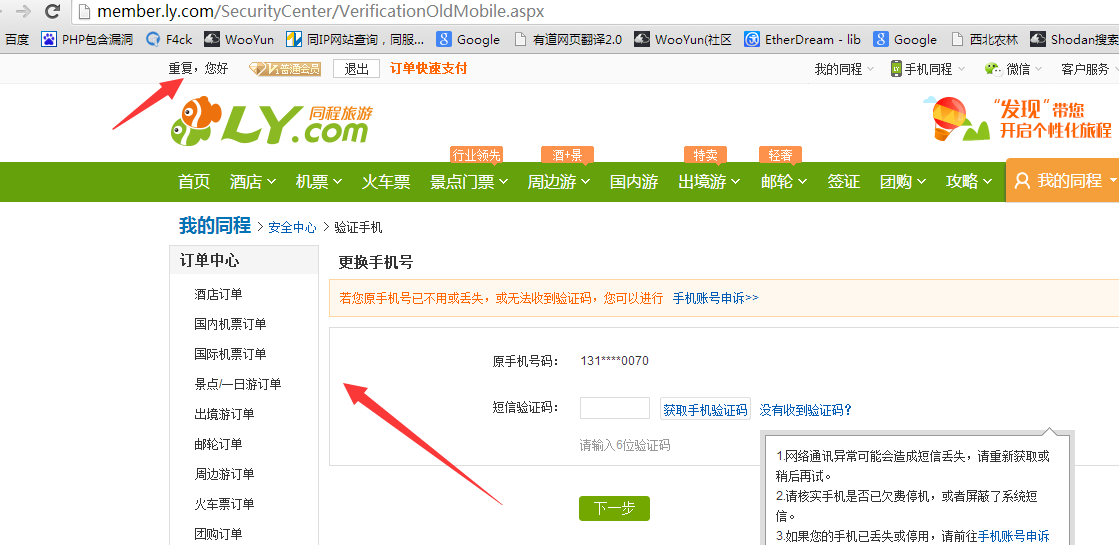 member.ly.com/SecurityCenter/VerificationOldMobile.aspx
百度 PHP包含漏洞 F4ck WooYun 同IP网站查询，同服... Google 有道网页翻译2.0 WooYun(社区 EtherDream - lib Google 西北农林 Shodan搜索
重复，您好 普通会员 退出 订单快速支付 我的同程 手机同程 微信 客户服务
LY.com 同程旅游
“发现”带您
开启个性化旅程
行业领先 酒+景 特卖 轻奢
首页 酒店 机票 火车票 景点门票 周边游 国内游 出境游 邮轮 签证 团购 攻略 我的同程
我的同程 > 安全中心 > 验证手机
订单中心
酒店订单
国内机票订单
国际机票订单
景点/一日游订单
出境游订单
邮轮订单
周边游订单
火车票订单
团购订单
更换手机号
若您原手机号已不用或丢失，或无法收到验证码，您可以进行 手机账号申诉>>
原手机号码： 131****0070
短信验证码： 获取手机验证码 没有收到验证码?
请输入6位验证码
下一步
1.网络通讯异常可能会造成短信丢失，请重新获取或
稍后再试。
2.请核实手机是否已欠费停机，或者屏蔽了系统短
信。
3.如果您的手机已丢失或停用，请前往手机账号申诉